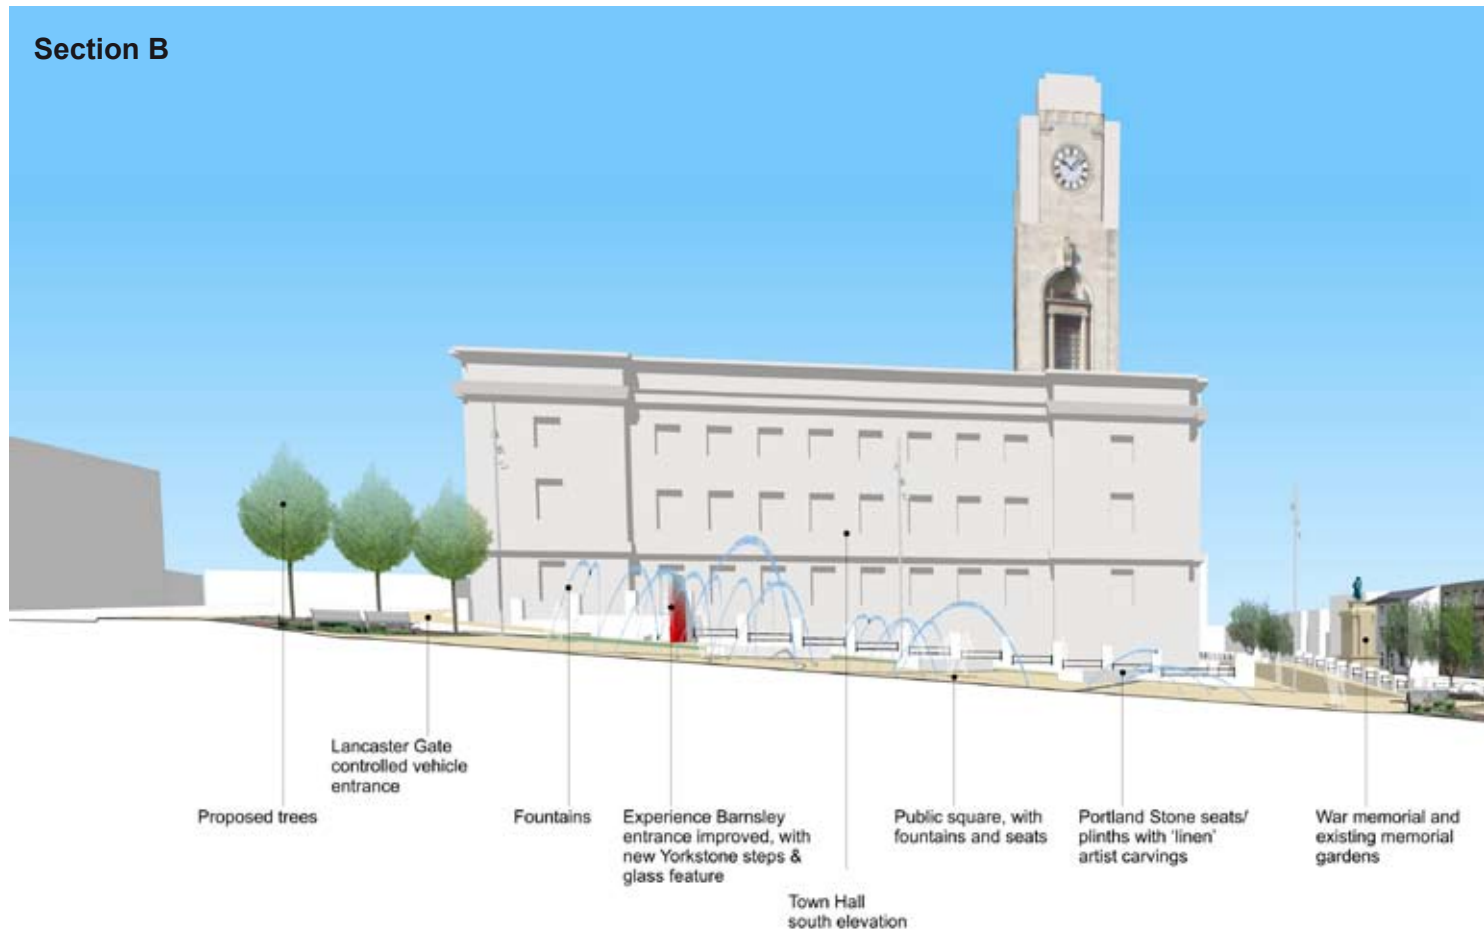 Section B
Lancaster Gate
controlled vehicle
entrance
Proposed trees
Fountains
Experience Barnsley
entrance improved, with
new Yorkstone steps &
glass feature
Town Hall
south elevation
Public square, with
fountains and seats
Portland Stone seats/
plinths with 'linen'
artist carvings
War memorial and
existing memorial
gardens